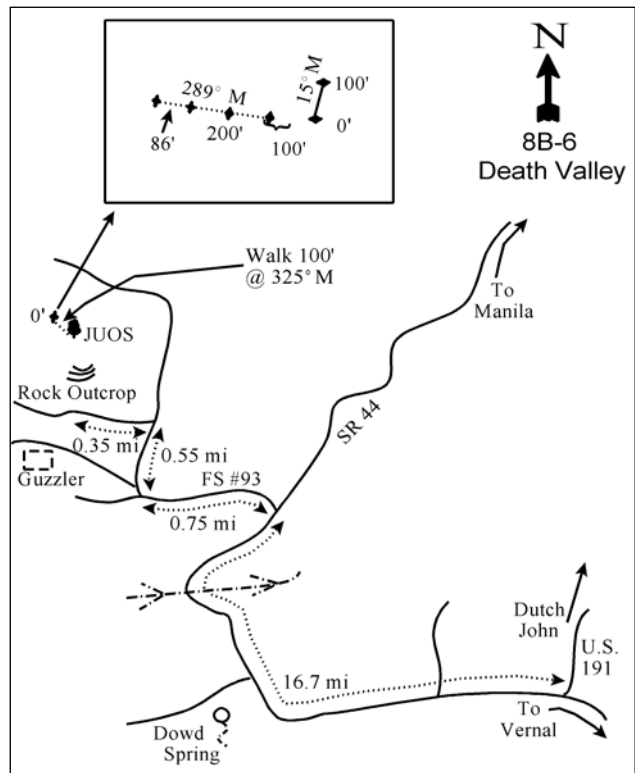 N
8B-6
Death Valley
289° M
15° M
100'
0'
200'
86'
100'
Walk 100'
@ 325° M
To
Manila
0'
JUOS
Rock Outcrop
SR 44
0.35 mi
0.55 mi
Guzzler
FS #93
0.75 mi
Dutch
John
U.S.
191
16.7 mi
To
Vernal
Dowd
Spring